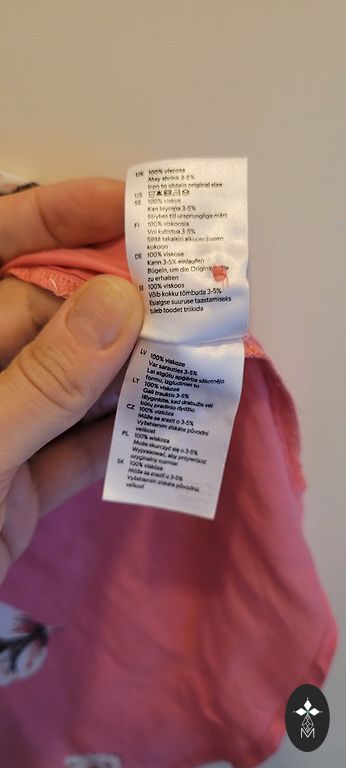 UK 100% viscose
May shrink 3-5%
Iron to obtain original size
US
SE 100% viskos
Kan krympa 3-5%
Strykes till ursprungliga mått
FI 100% viskoosia
Voi kutistua 3-5%
Silitä takaisin alkuperäiseen
kokoon
DE 100% viskose
Kann 3-5% einlaufen
Bügeln, um die
zu erhalten
EE 100% viskoos
Võib kokku tõmbuda 3-5%
Esialgse suuruse taastamiseks
tuleb toodet triikida
LV 100% viskoze
Var sarauties 3-5%
Lai atgūtu apģērba sākotnējo
formu, izgludiniet so
LT 100% viskozė
Gali trauktis 3-5%
Išlyginkite, kad drabužis vėl
būtų pradinio dydžio
CZ 100% viskóza
Může se srazit o 3-5%
Vyžehlením získáte původní
velikost
PL 100% wiskoza
Może skurczyć się o 3-5%
Wyprasować, aby przywrócić
oryginalny rozmiar
SK 100% viskóza
Môže sa zraziť o 3-5%
Vyžehlením získate pôvodnú
veľkosť